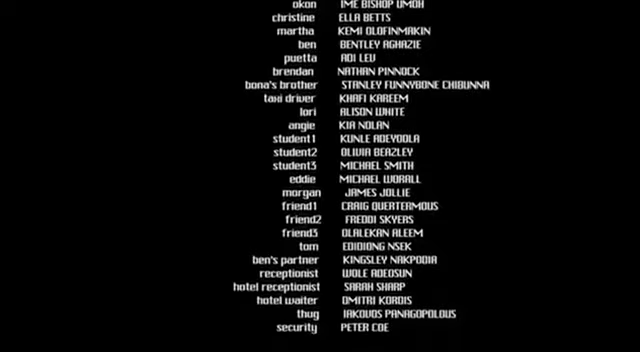 okon IME BISHOP UMOH
christine ELLA BETTS
martha KEMI OLOFINMAKIN
ben BENTLEY AGHAZIE
puetta ADI LEV
brendan NATHAN PINNOCK
bona's brother STANLEY FUNNYBONE CHIBUNNA
taxi driver KHAFI KAREEM
lori ALISON WHITE
angie KIA NOLAN
student1 KUNLE ADEYOOLA
student2 OLIVIA BEAZLEY
student3 MICHAEL SMITH
eddie MICHAEL WORALL
morgan JAMES JOLLIE
friend1 CRAIG QUERTERMOUS
friend2 FREDDI SKYERS
friend3 OLALEKAN ALEEM
tom EDIDIONG NSEK
ben's partner KINGSLEY NAKPODIA
receptionist WOLE ADEOSUN
hotel receptionist SARAH SHARP
hotel waiter DMITRI KORDIS
thug IAKOVOS PANAGOPOLOUS
security PETER COE